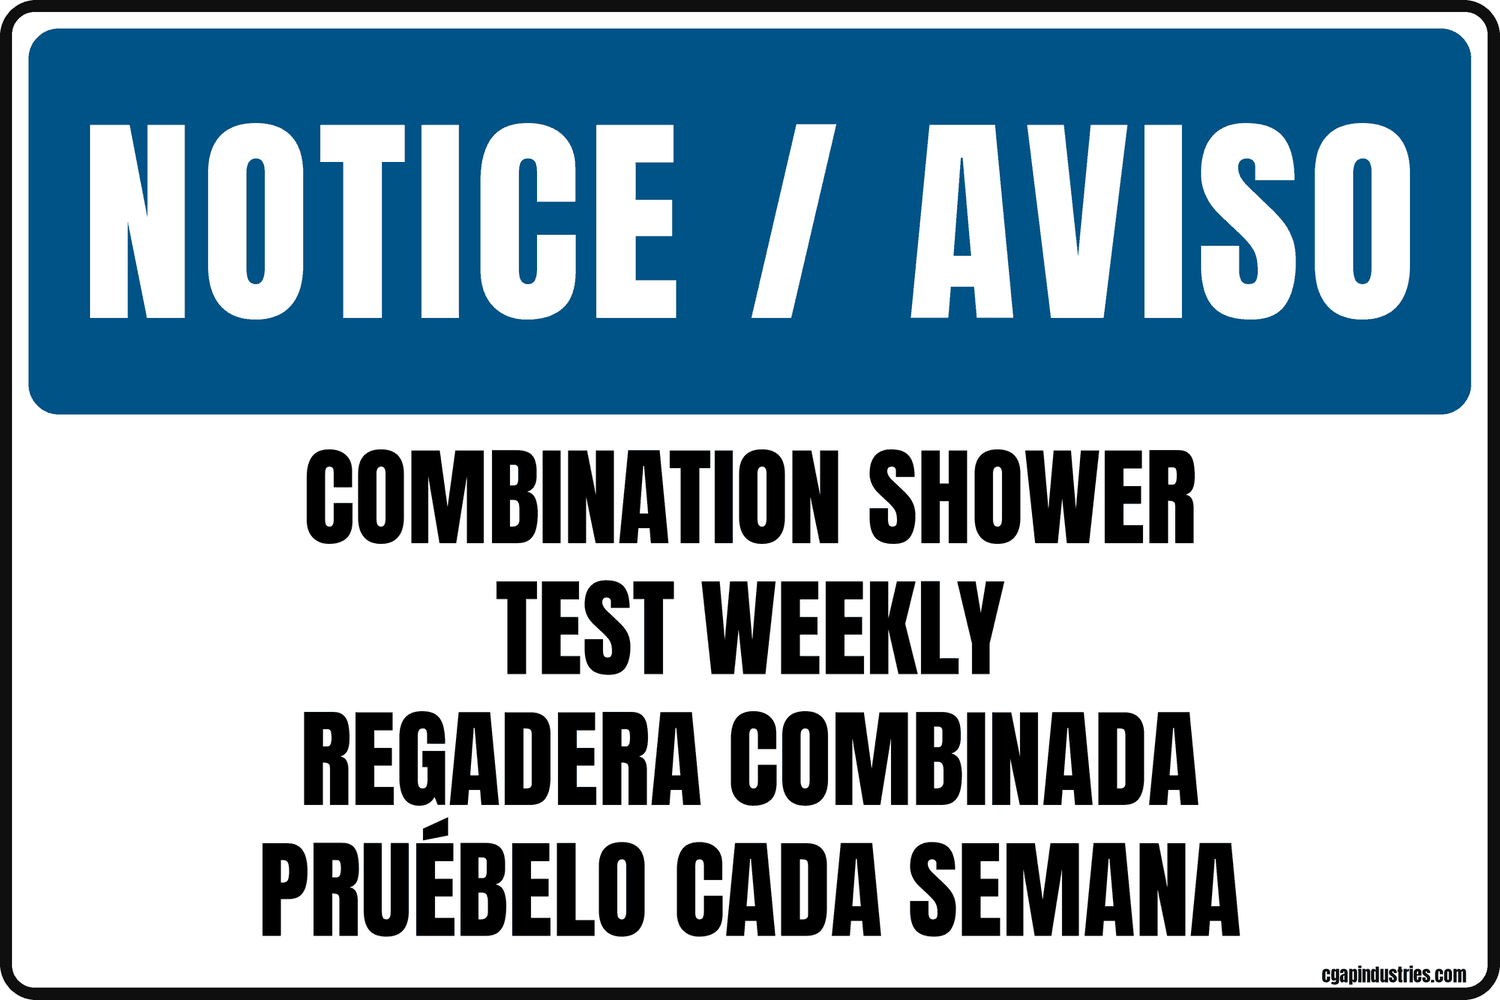 NOTICE / AVISO
COMBINATION SHOWER
TEST WEEKLY
REGADERA COMBINADA
PRUÉBELO CADA SEMANA
cgapindustries.com